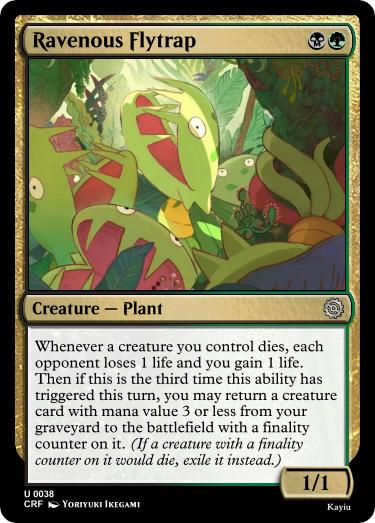 Ravenous Flytrap
Creature — Plant
Whenever a creature you control dies, each
opponent loses 1 life and you gain 1 life.
Then if this is the third time this ability has
triggered this turn, you may return a creature
card with mana value 3 or less from your
graveyard to the battlefield with a finality
counter on it. (If a creature with a finality
counter on it would die, exile it instead.)
1/1
U 0038
CRF Yoriyuki Ikegami
Kayiu